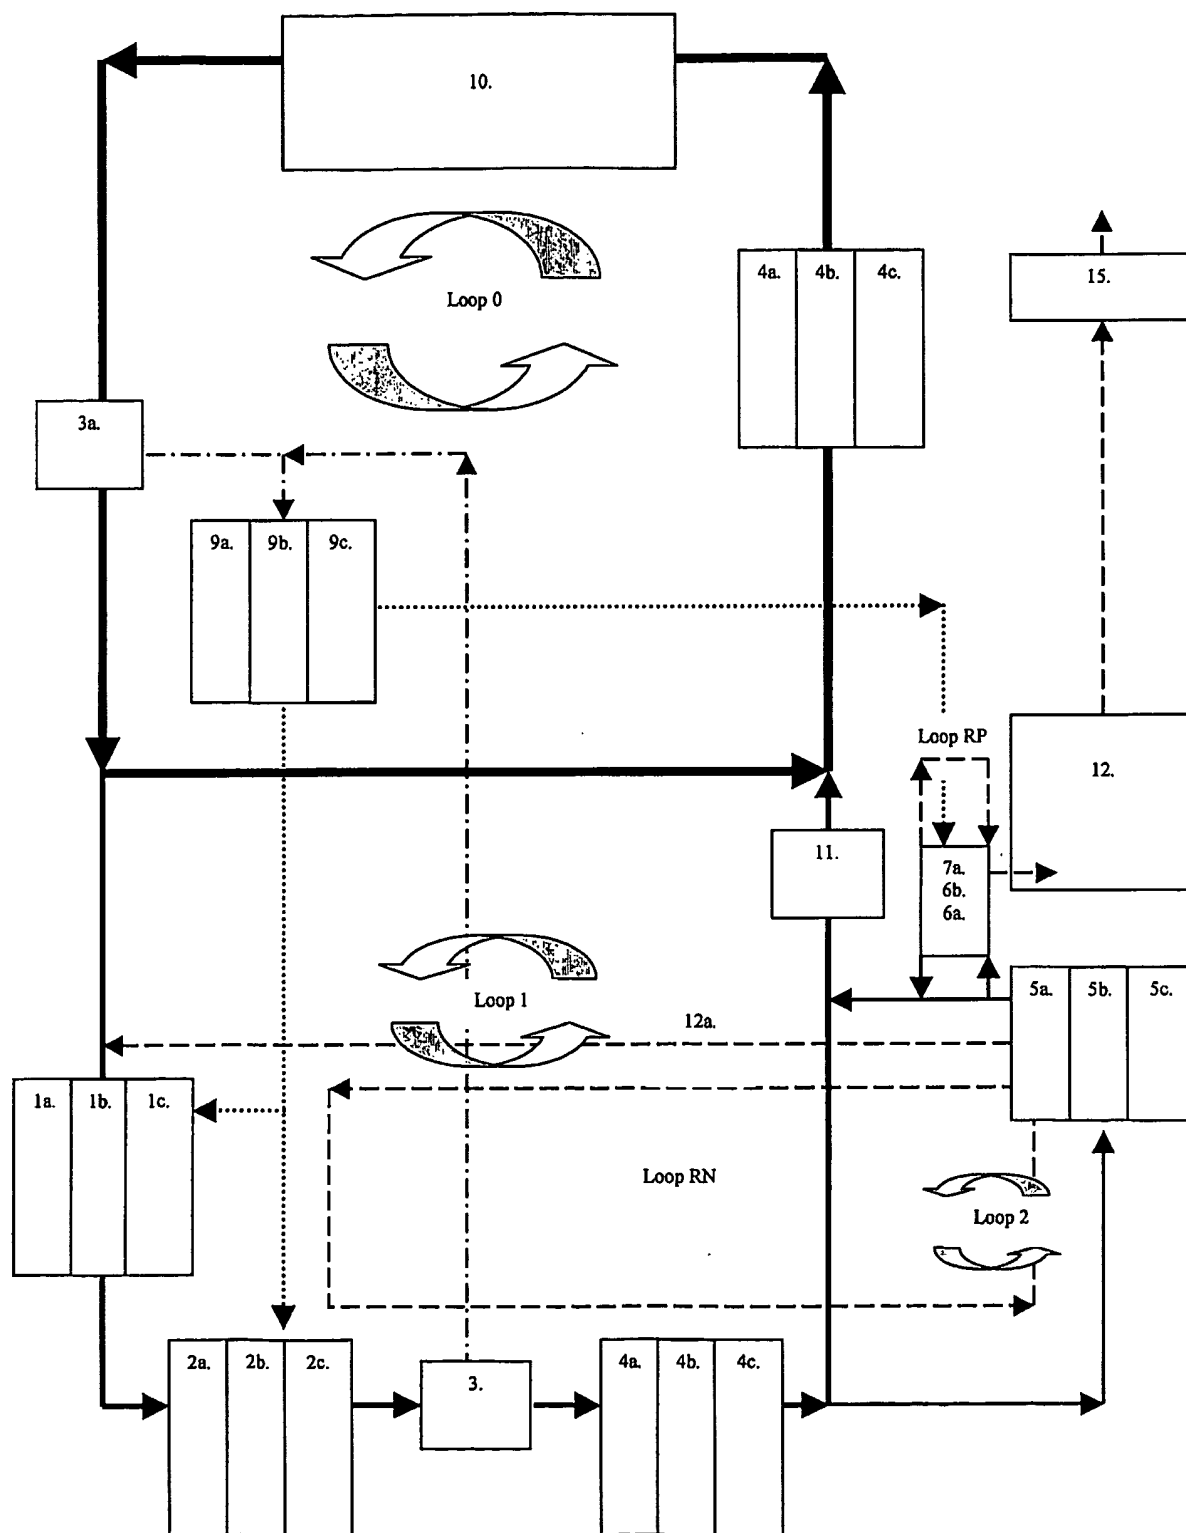 10.
4a. 4b. 4c.
15.
Loop 0
3a.
9a. 9b. 9c.
Loop RP
12.
11.
7a.
6b.
6a.
Loop 1
12a.
5a. 5b. 5c.
1a. 1b. 1c.
Loop RN
Loop 2
2a. 2b. 2c.
3.
4a. 4b. 4c.